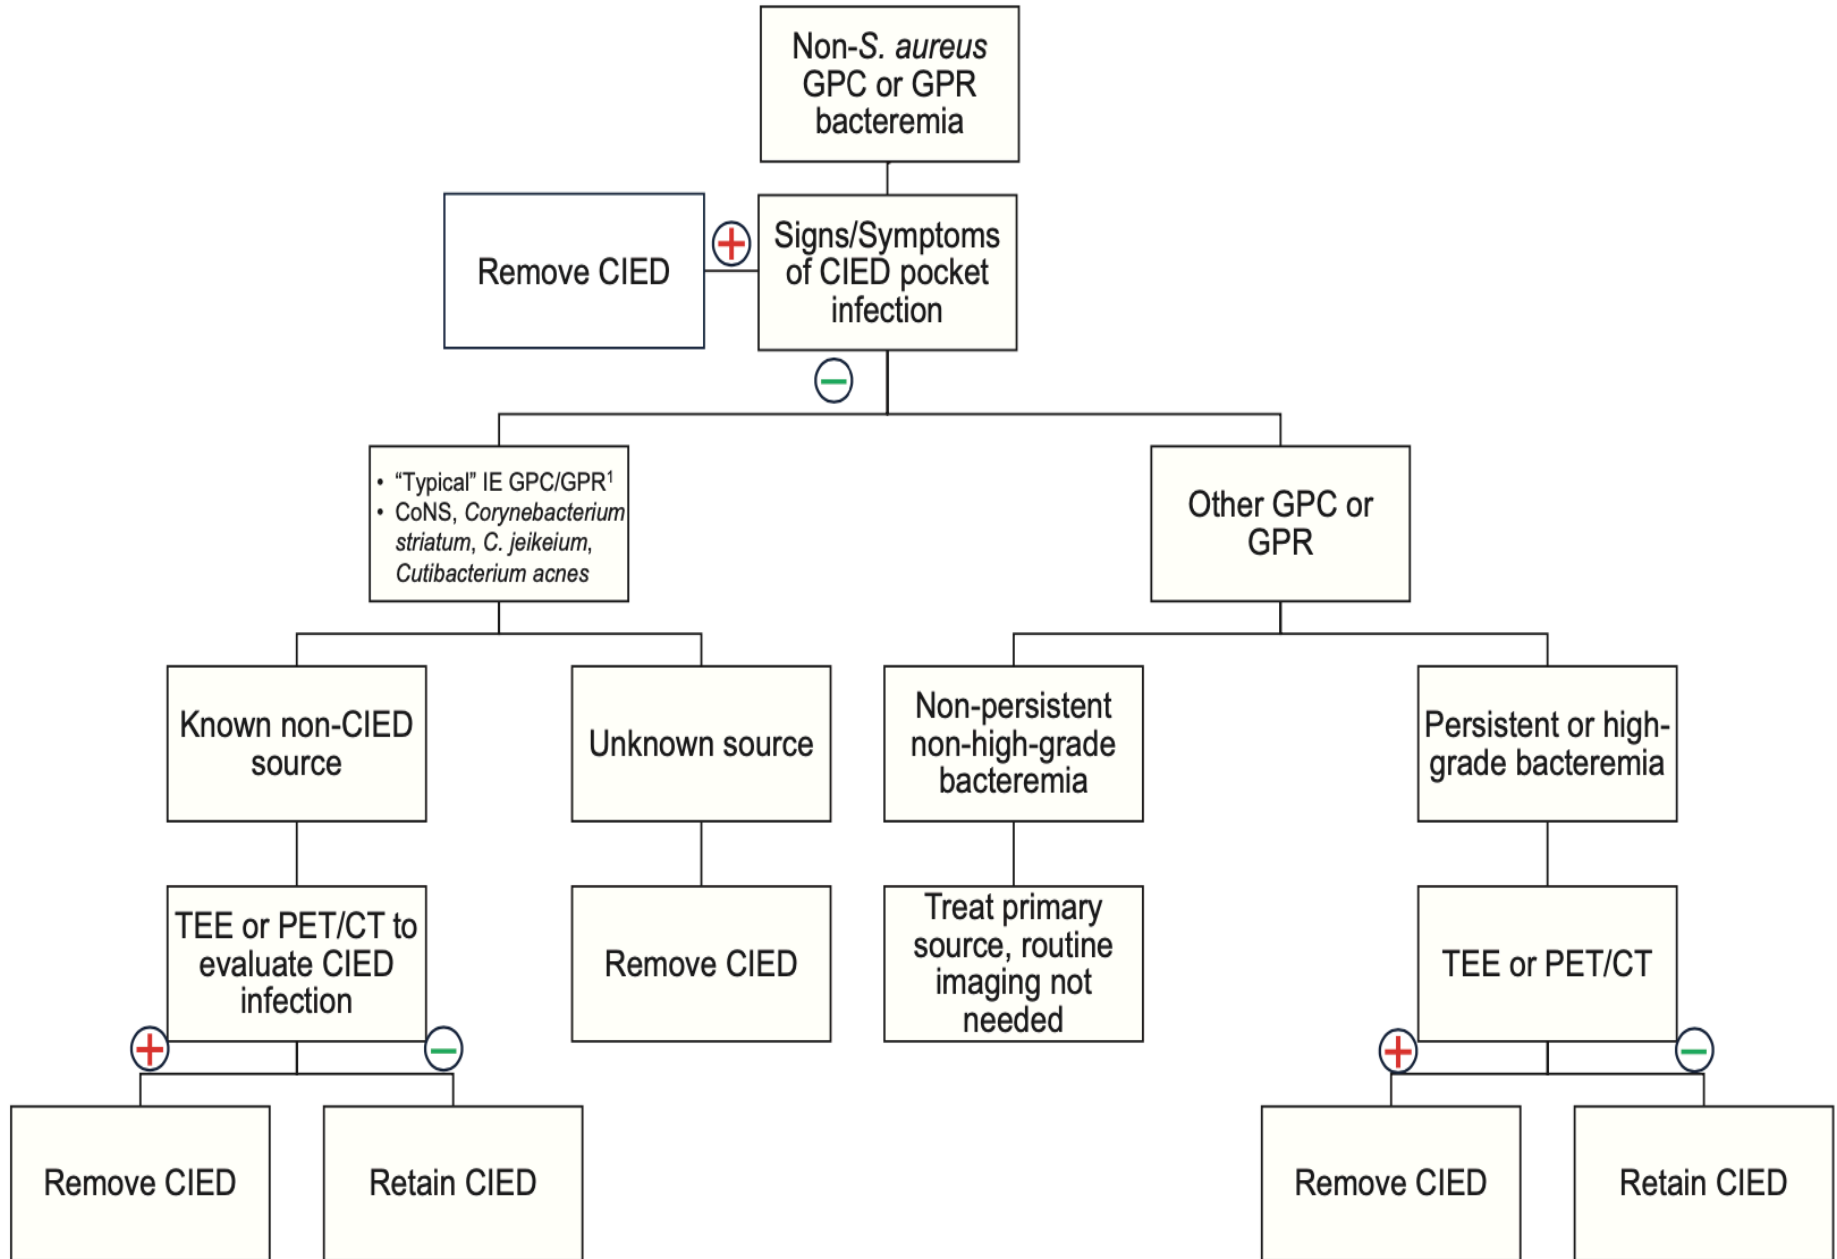 Non-S. aureus
GPC or GPR
bacteremia
Remove CIED
+
Signs/Symptoms
of CIED pocket
infection
−
• “Typical” IE GPC/GPR¹
• CoNS, Corynebacterium
striatum, C. jeikeium,
Cutibacterium acnes
Other GPC or
GPR
Known non-CIED
source
Unknown source
Non-persistent
non-high-grade
bacteremia
Persistent or high-
grade bacteremia
TEE or PET/CT to
evaluate CIED
infection
Remove CIED
Treat primary
source, routine
imaging not
needed
TEE or PET/CT
+
−
+
−
Remove CIED
Retain CIED
Remove CIED
Retain CIED